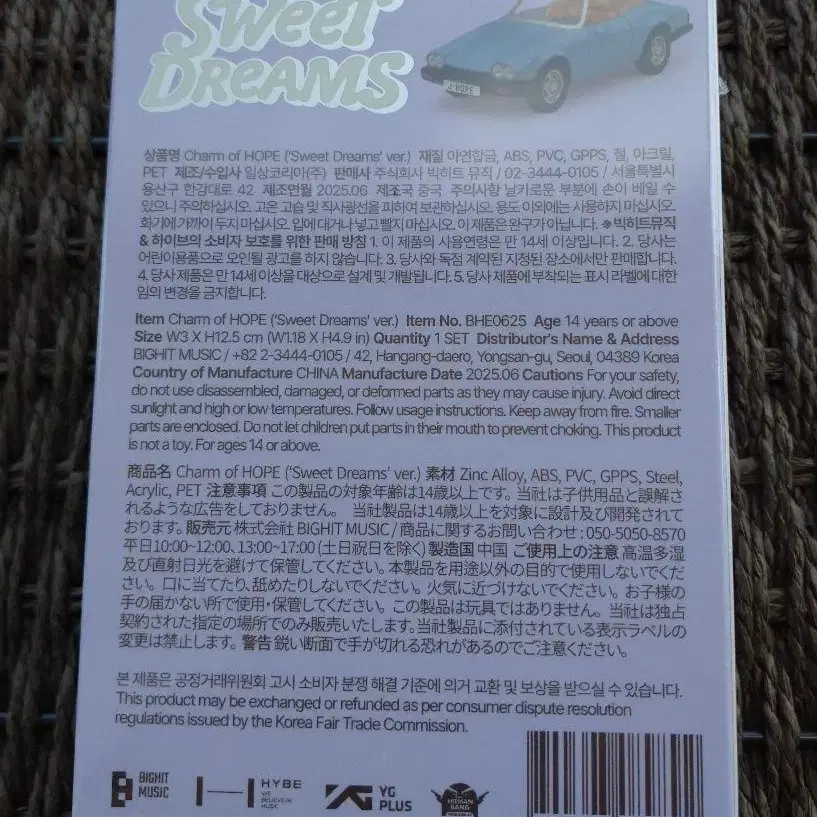 Sweet
DREAMS
J-HOPE
상품명 Charm of HOPE ('Sweet Dreams' ver.) 재질 아연합금, ABS, PVC, GPPS, 철, 아크릴,
PET 제조/수입사 일상코리아(주) 판매사 주식회사 빅히트 뮤직 / 02-3444-0105 / 서울특별시
용산구 한강대로 42 제조연월 2025.06 제조국 중국 주의사항 날카로운 부분에 손이 베일 수
있으니 주의하십시오. 고온 고습 및 직사광선을 피하여 보관하십시오. 용도 이외에는 사용하지 마십시오.
화기에 가까이 두지 마십시오. 입에 대거나 넣고 빨지 마십시오. 이 제품은 완구가 아닙니다. ※ 빅히트뮤직
& 하이브의 소비자 보호를 위한 판매 방침 1. 이 제품의 사용연령은 만 14세 이상입니다. 2. 당사는
어린이용품으로 오인될 광고를 하지 않습니다. 3. 당사와 독점 계약된 지정된 장소에서만 판매합니다.
4. 당사 제품은 만 14세 이상을 대상으로 설계 및 개발됩니다. 5. 당사 제품에 부착되는 표시 라벨에 대한
임의 변경을 금지합니다.
Item Charm of HOPE ('Sweet Dreams' ver.) Item No. BHE0625 Age 14 years or above
Size W3 X H12.5 cm (W1.18 X H4.9 in) Quantity 1 SET Distributor's Name & Address
BIGHIT MUSIC / +82 2-3444-0105 / 42, Hangang-daero, Yongsan-gu, Seoul, 04389 Korea
Country of Manufacture CHINA Manufacture Date 2025.06 Cautions For your safety,
do not use disassembled, damaged, or deformed parts as they may cause injury. Avoid direct
sunlight and high or low temperatures. Follow usage instructions. Keep away from fire. Smaller
parts are enclosed. Do not let children put parts in their mouth to prevent choking. This product
is not a toy. For ages 14 or above.
商品名 Charm of HOPE ('Sweet Dreams' ver.) 素材 Zinc Alloy, ABS, PVC, GPPS, Steel,
Acrylic, PET 注意事項 この製品の対象年齢は14歳以上です。当社は子供用品と誤解さ
れるような広告をしておりません。 当社製品は14歳以上を対象に設計及び開発されて
おります。販売元 株式会社 BIGHIT MUSIC / 商品に関するお問い合わせ : 050-5050-8570
平日10:00~12:00、13:00~17:00 (土日祝日を除く) 製造国 中国 ご使用上の注意 高温多湿
及び直射日光を避けて保管してください。本製品を用途以外の目的で使用しないでくだ
さい。口に当てたり、舐めたりしないでください。火気に近づけないでください。お子様の
手の届かない所で使用・保管してください。この製品は玩具ではありません。当社は独占
契約された指定の場所でのみ販売いたします。当社製品に添付されている表示ラベルの
変更は禁止します。警告 鋭い断面で手が切れる恐れがあるのでご注意ください。
본 제품은 공정거래위원회 고시 소비자 분쟁 해결 기준에 의거 교환 및 보상을 받으실 수 있습니다.
This product may be exchanged or refunded as per consumer dispute resolution
regulations issued by the Korea Fair Trade Commission.
BIGHIT
MUSIC
HYBE
WE
BELIEVE IN
MUSIC
YG
PLUS
HITMAN
BANG